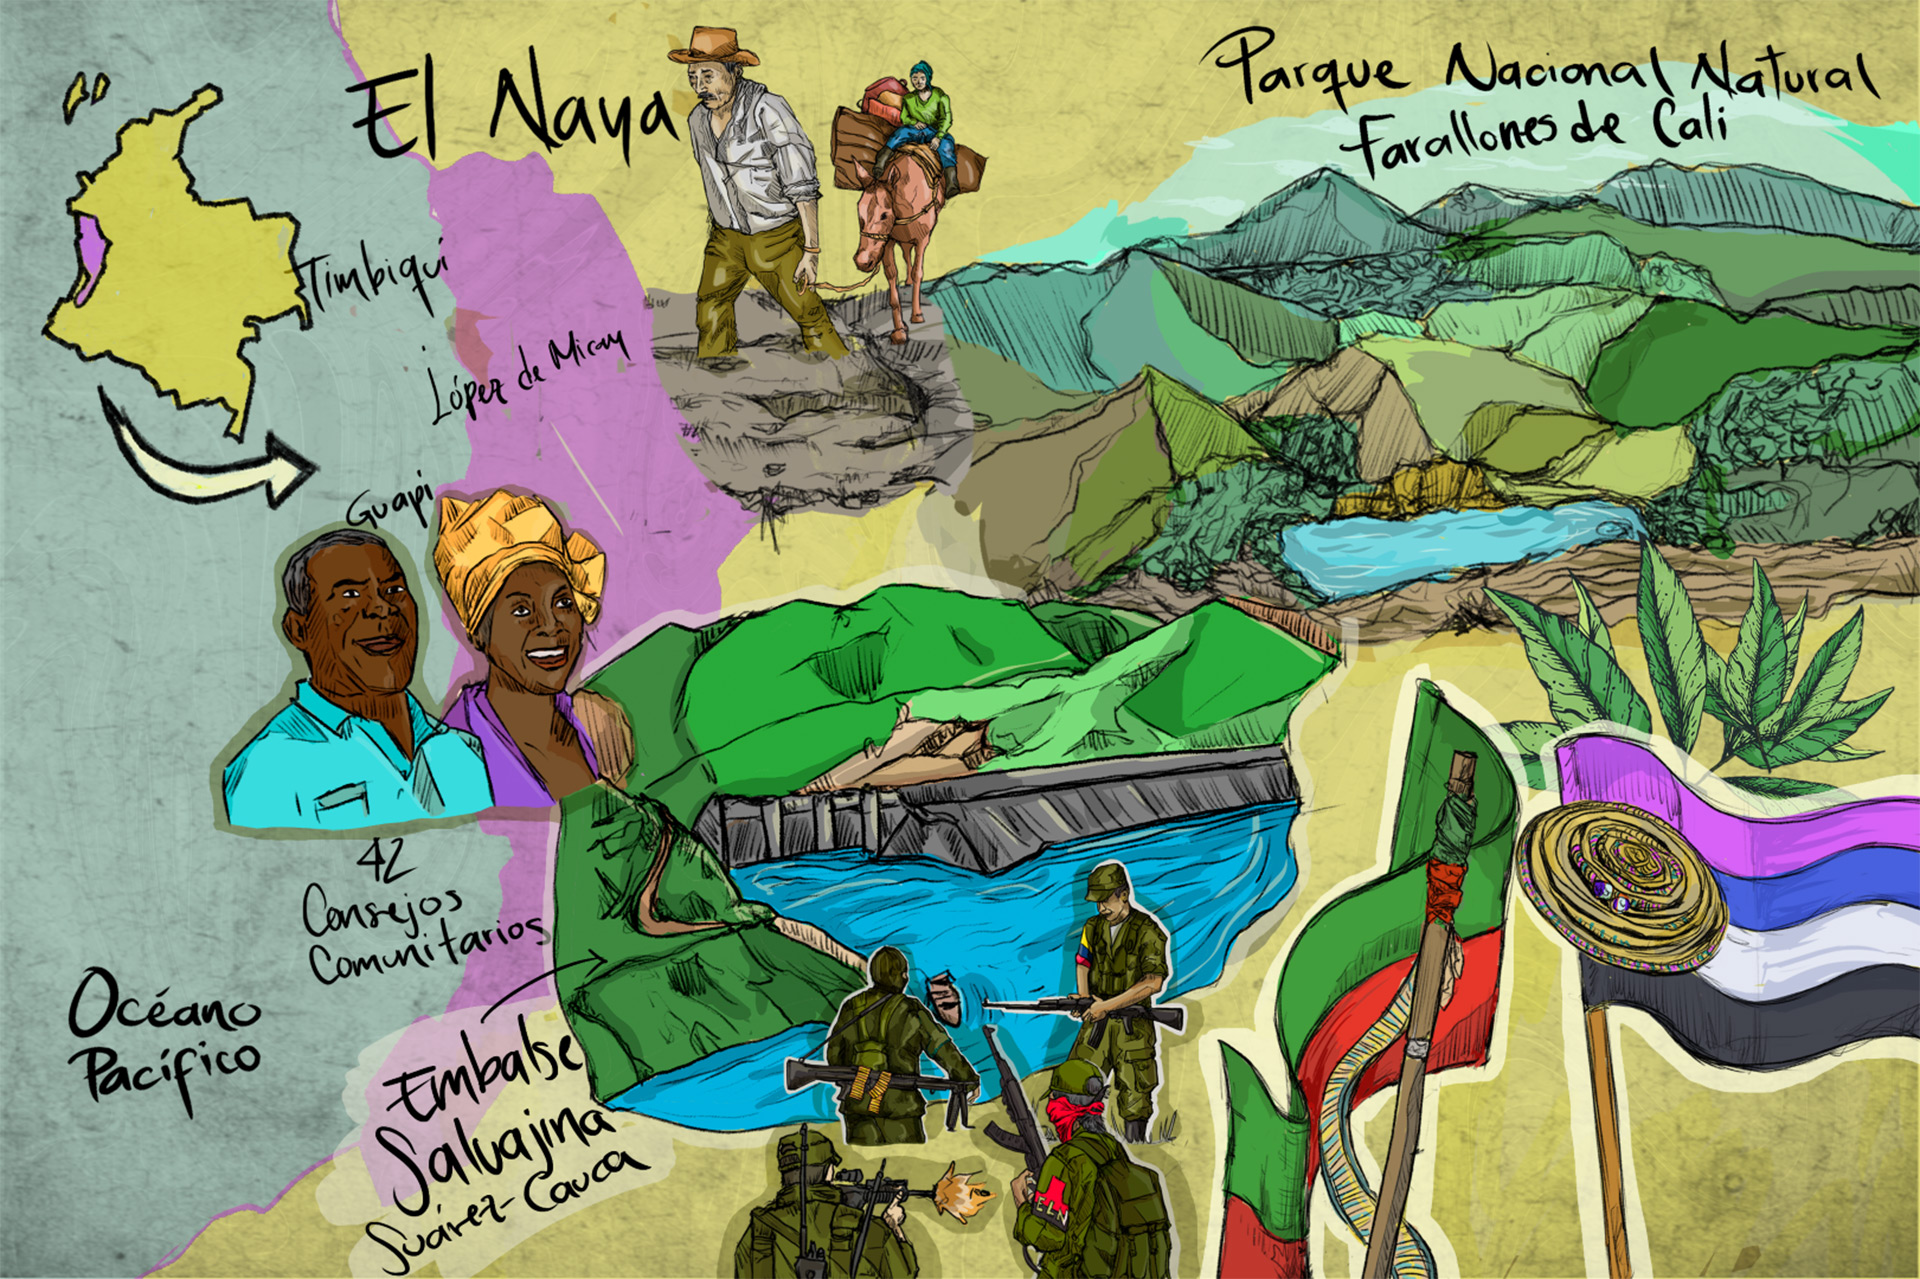 El Naya
Parque Nacional Natural
Farallones de Cali
Timbiquí
López de Micay
Guapi
42
Consejos
Comunitarios
Océano
Pacífico
Embalse
Salvajina
Suárez-Cauca
ELN